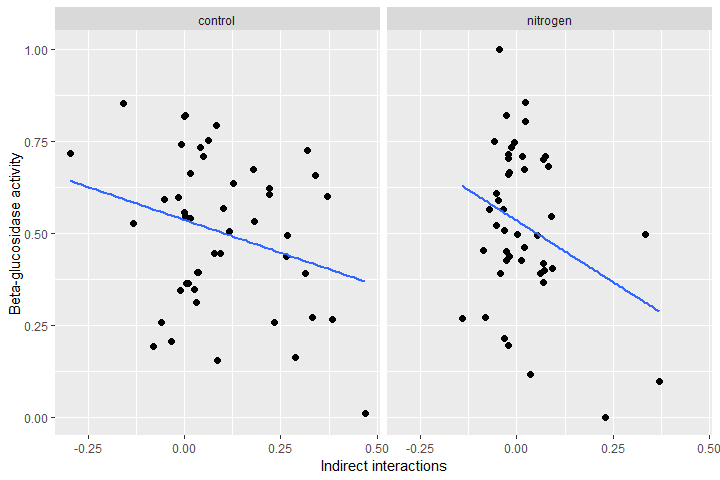 control nitrogen
1.00
0.75
0.50
0.25
0.00
Beta-glucosidase activity
-0.25 0.00 0.25 0.50 -0.25 0.00 0.25 0.50
Indirect interactions